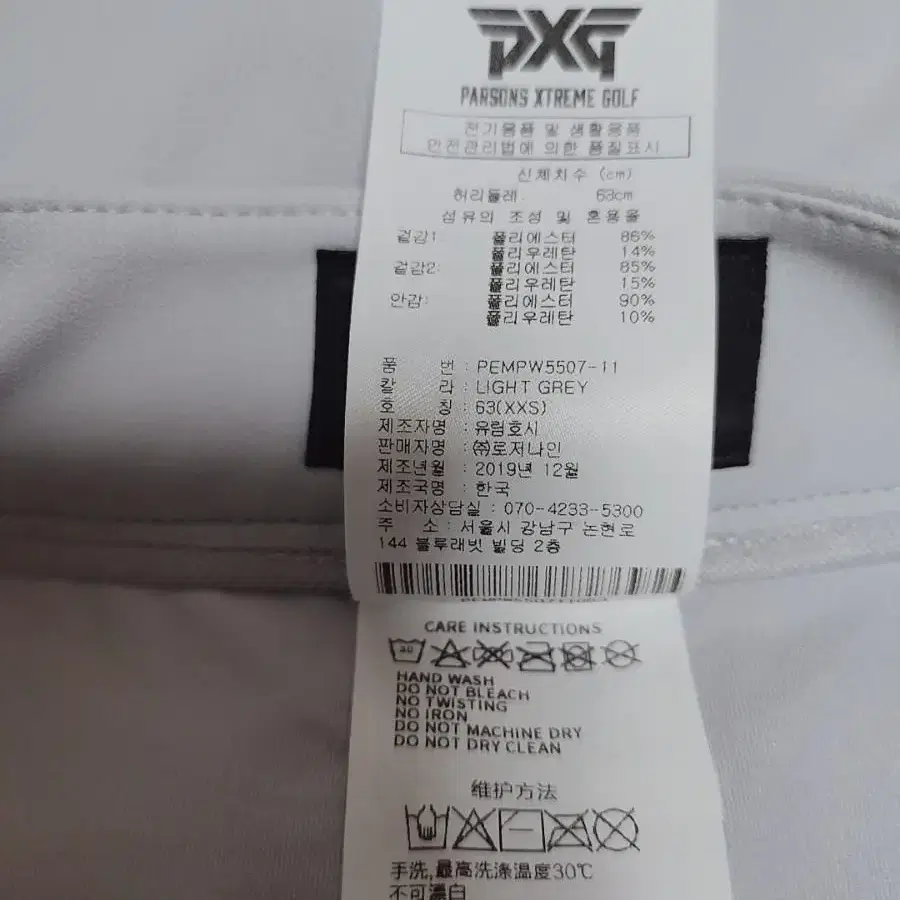 PXG
PARSONS XTREME GOLF
전기용품 및 생활용품
안전관리법에 의한 품질표시
신체치수 (cm)
허리둘레: 63cm
섬유의 조성 및 혼용율
겉감1: 폴리에스터 86%
폴리우레탄 14%
겉감2: 폴리에스터 85%
폴리우레탄 15%
안감: 폴리에스터 90%
폴리우레탄 10%
품 번 : PEMPW5507-11
칼 라 : LIGHT GREY
호 칭 : 63(XXS)
제조자명 : 유림호시
판매자명 : ㈜로저나인
제조년월 : 2019년 12월
제조국명 : 한국
소비자상담실 : 070-4233-5300
주 소 : 서울시 강남구 논현로
144 블루래빗 빌딩 2층
CARE INSTRUCTIONS
30
HAND WASH
DO NOT BLEACH
NO TWISTING
NO IRON
DO NOT MACHINE DRY
DO NOT DRY CLEAN
维护方法
手洗,最高洗涤温度30℃
不可漂白